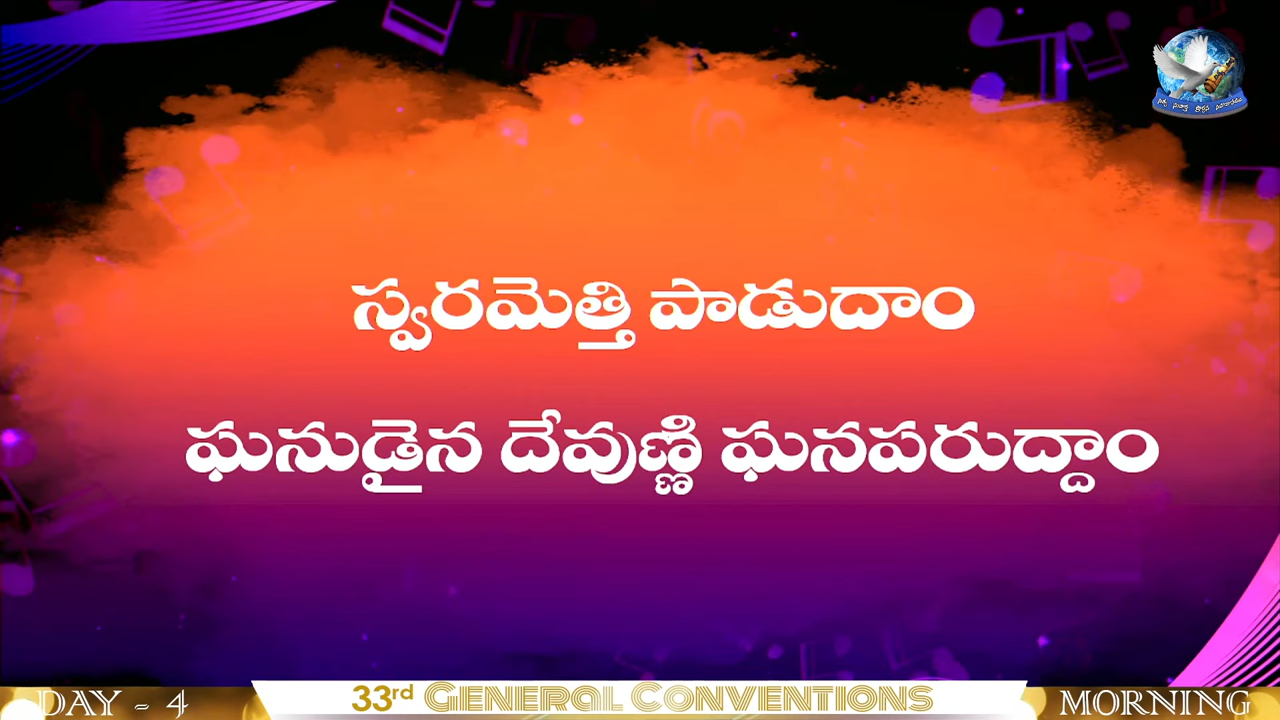 స్వరమెత్తి పాడుదాం
ఘనుడైన దేవుణ్ణి ఘనపరుద్దాం
DAY - 4
33rd GENERAL CONVENTIONS
MORNING